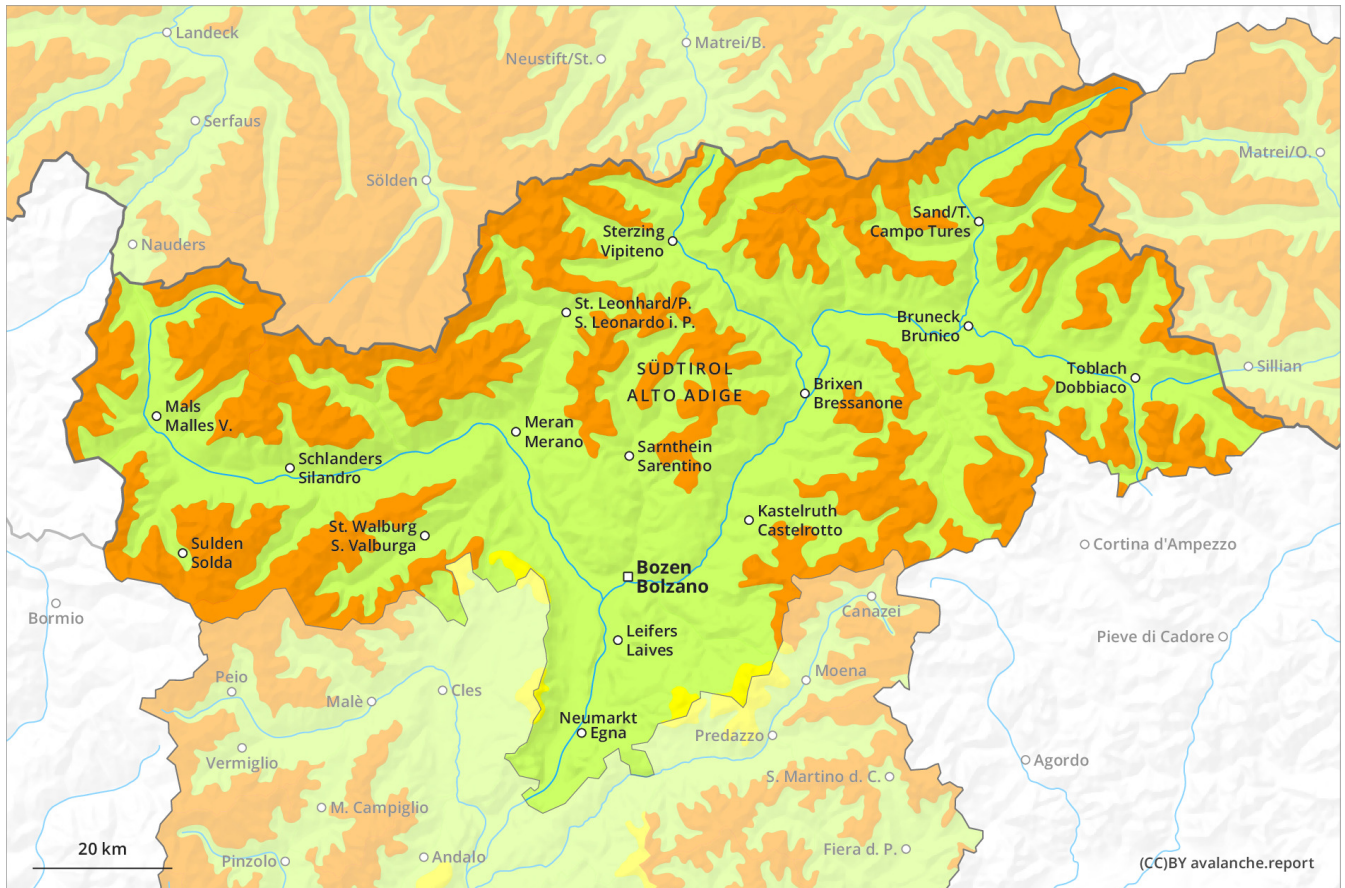 Landeck
Matrei/B.
Neustift/St.
Serfaus
Matrei/O.
Sölden
Nauders
Sand/T.
Campo Tures
Sterzing
Vipiteno
St. Leonhard/P.
S. Leonardo i. P.
Bruneck
Brunico
SÜDTIROL
ALTO ADIGE
Toblach
Dobbiaco
Sillian
Brixen
Bressanone
Mals
Malles V.
Meran
Merano
Sarnthein
Sarentino
Schlanders
Silandro
Kastelruth
Castelrotto
St. Walburg
S. Valburga
Sulden
Solda
Cortina d'Ampezzo
Bozen
Bolzano
Bormio
Canazei
Leifers
Laives
Pieve di Cadore
Peio
Moena
Cles
Malè
Neumarkt
Egna
Predazzo
Vermiglio
Agordo
S. Martino d. C.
M. Campiglio
20 km
Pinzolo
Andalo
Fiera d. P.
(CC)BY avalanche.report